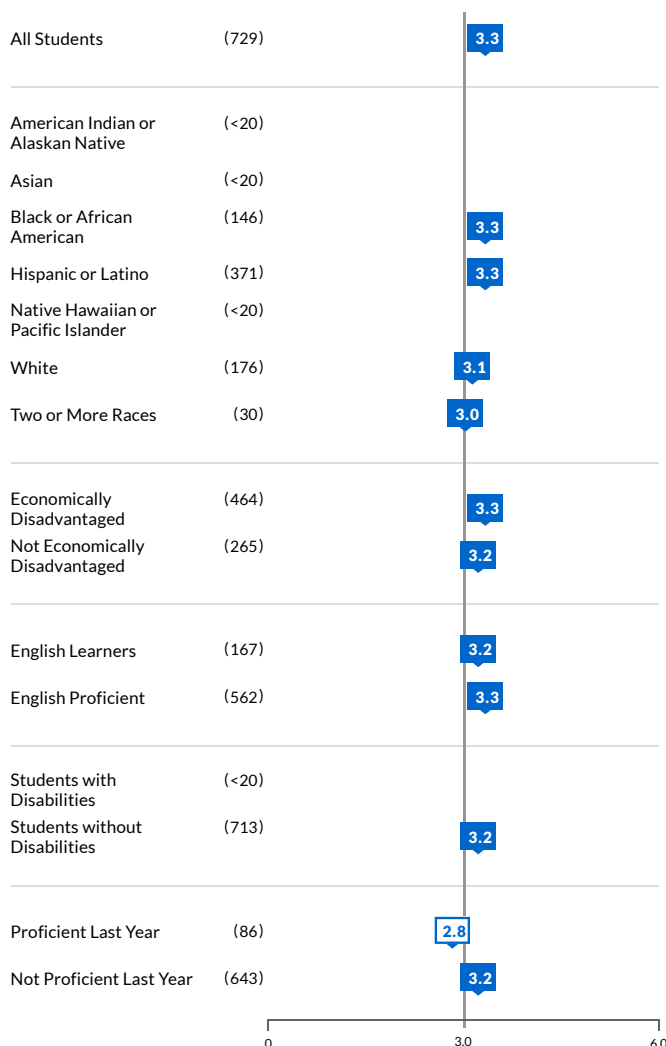 All Students (729) 3.3
American Indian or
Alaskan Native (<20)
Asian (<20)
Black or African
American (146) 3.3
Hispanic or Latino (371) 3.3
Native Hawaiian or
Pacific Islander (<20)
White (176) 3.1
Two or More Races (30) 3.0
Economically
Disadvantaged (464) 3.3
Not Economically
Disadvantaged (265) 3.2
English Learners (167) 3.2
English Proficient (562) 3.3
Students with
Disabilities (<20)
Students without
Disabilities (713) 3.2
Proficient Last Year (86) 2.8
Not Proficient Last Year (643) 3.2
0 3.0 6.0